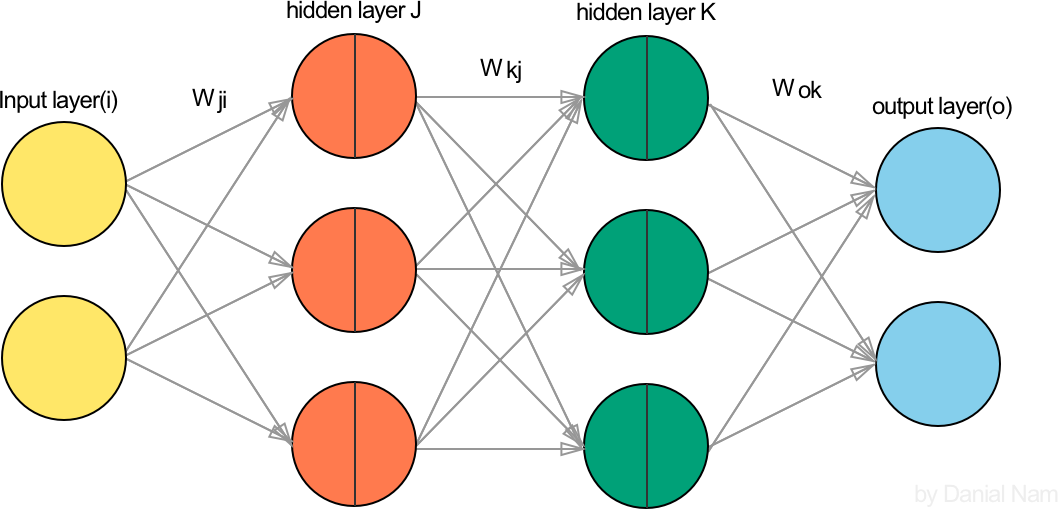 hidden layer J
hidden layer K
Input layer(i)
W ji
W kj
W ok
output layer(o)
by Danial Nam